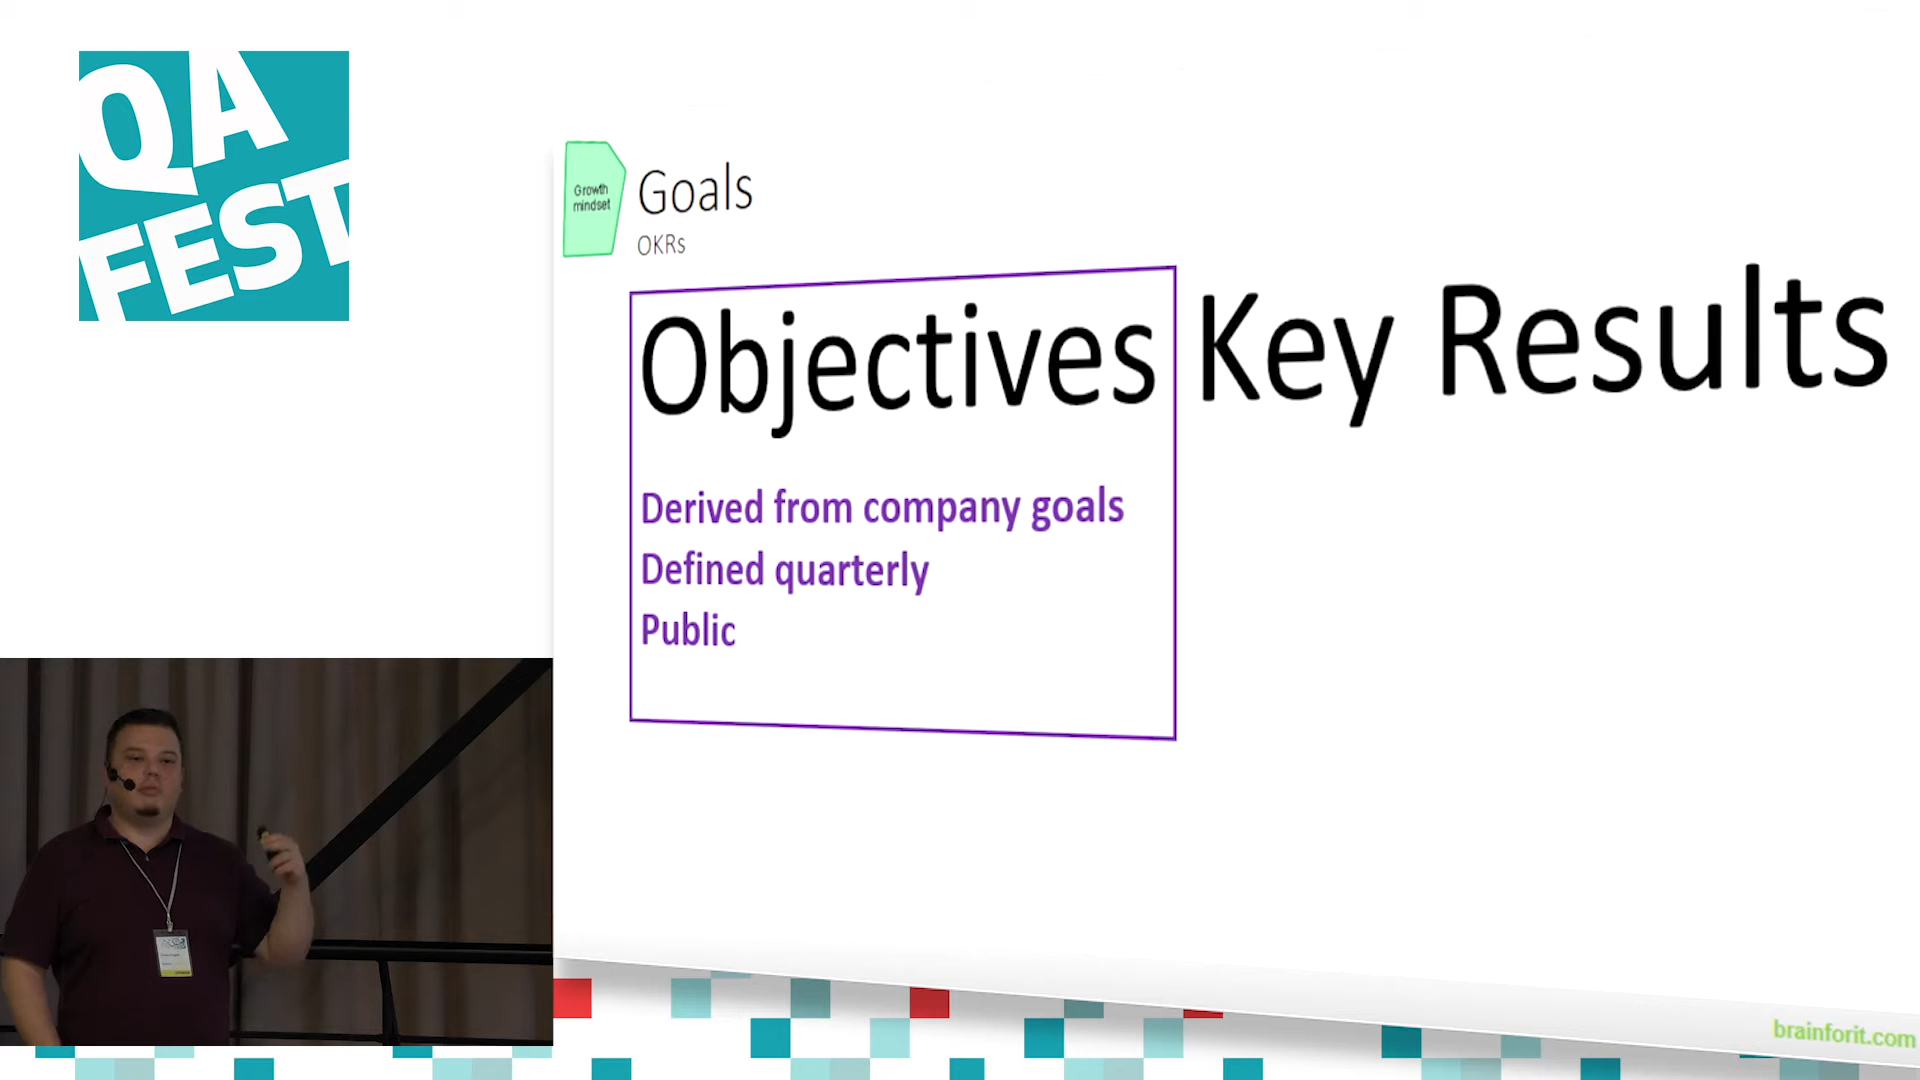 QA
FEST
Growth
mindset
Goals
OKRs
Objectives Key Results
Derived from company goals
Defined quarterly
Public
brainforit.com